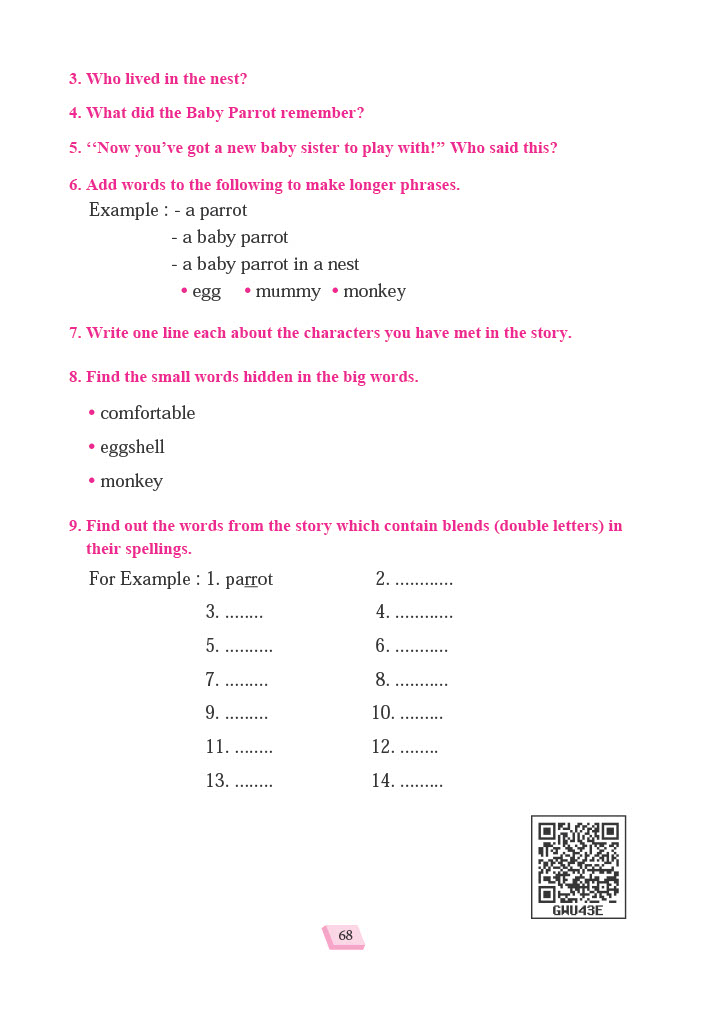 3. Who lived in the nest?
4. What did the Baby Parrot remember?
5. ‘‘Now you’ve got a new baby sister to play with!” Who said this?
6. Add words to the following to make longer phrases.
Example : - a parrot
- a baby parrot
- a baby parrot in a nest
• egg • mummy • monkey
7. Write one line each about the characters you have met in the story.
8. Find the small words hidden in the big words.
• comfortable
• eggshell
• monkey
9. Find out the words from the story which contain blends (double letters) in
their spellings.
For Example : 1. parrot 2. ............
3. ........ 4. ............
5. .......... 6. ...........
7. ......... 8. ...........
9. ......... 10. .........
11. ........ 12. ........
13. ........ 14. .........
GWU43E
68